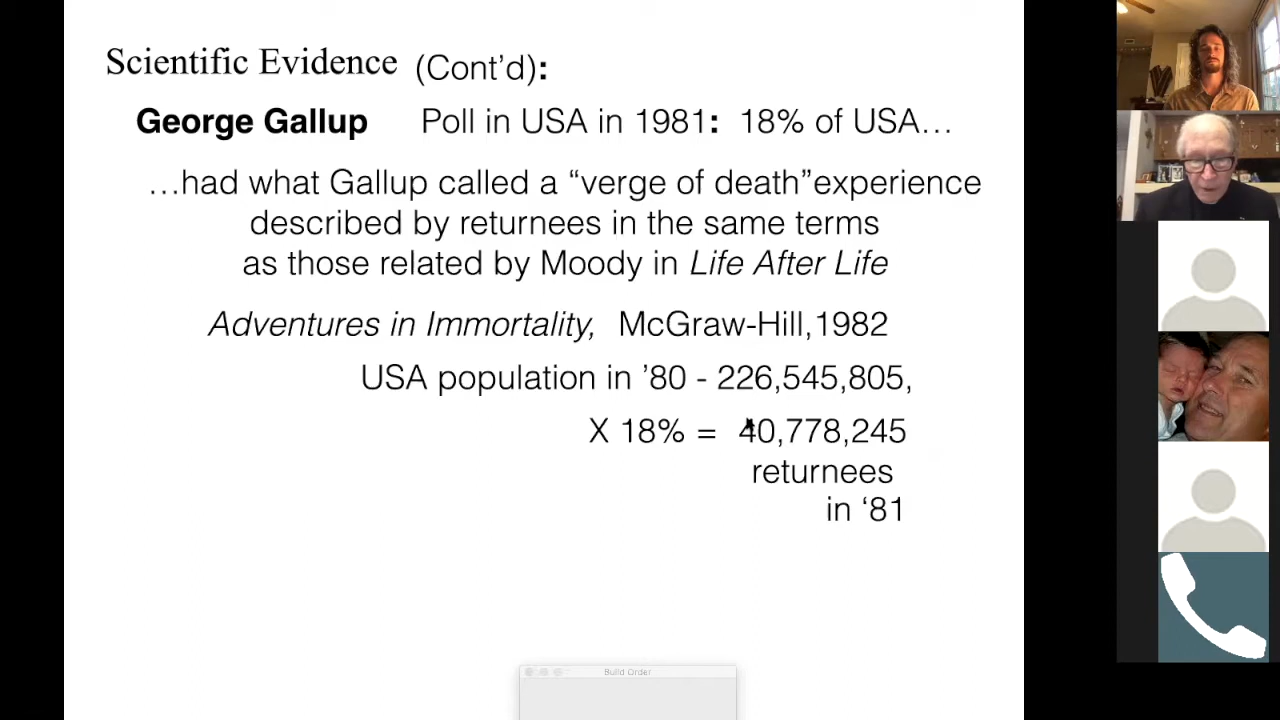 Scientific Evidence (Cont'd):
George Gallup Poll in USA in 1981: 18% of USA…
…had what Gallup called a “verge of death”experience
described by returnees in the same terms
as those related by Moody in Life After Life
Adventures in Immortality, McGraw-Hill,1982
USA population in ’80 - 226,545,805,
X 18% = 40,778,245
returnees
in ‘81
Build Order